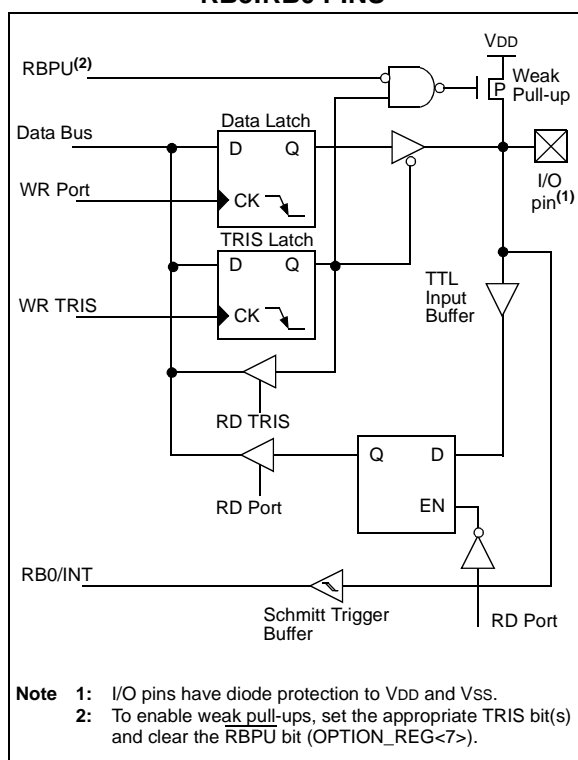 VDD
RBPU(2)
Weak
Pull-up
P
Data Bus
Data Latch
D Q
I/O
pin(1)
WR Port
CK
TRIS Latch
D Q
TTL
Input
Buffer
WR TRIS
CK
RD TRIS
Q D
RD Port
EN
RB0/INT
Schmitt Trigger
Buffer
RD Port
Note 1: I/O pins have diode protection to VDD and VSS.
2: To enable weak pull-ups, set the appropriate TRIS bit(s)
and clear the RBPU bit (OPTION_REG<7>).